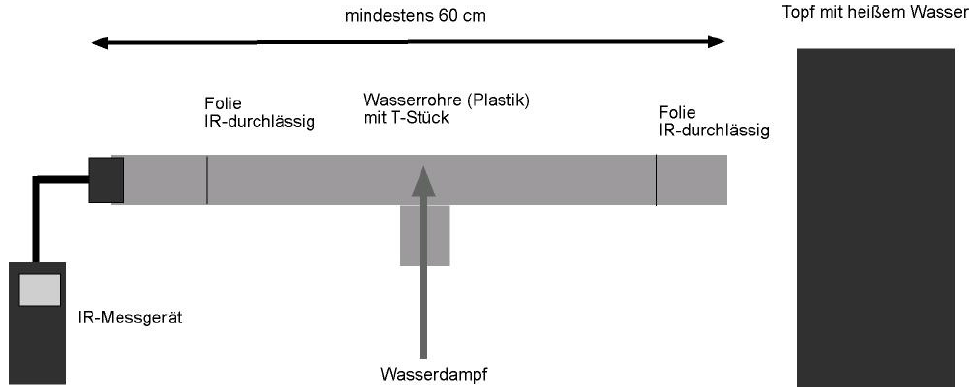 mindestens 60 cm
Topf mit heißem Wasser
Folie
IR-durchlässig
Wasserrohre (Plastik)
mit T-Stück
Folie
IR-durchlässig
IR-Messgerät
Wasserdampf